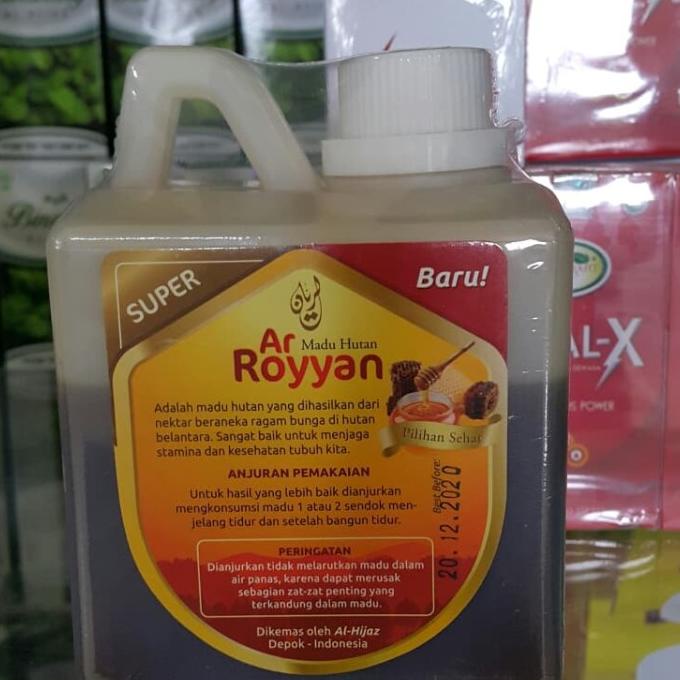 SUPER
Baru!
الريان
Madu Hutan
Ar
Royyan
Pilihan Sehat
Adalah madu hutan yang dihasilkan dari
nektar beraneka ragam bunga di hutan
belantara. Sangat baik untuk menjaga
stamina dan kesehatan tubuh kita.
ANJURAN PEMAKAIAN
Untuk hasil yang lebih baik dianjurkan
mengkonsumsi madu 1 atau 2 sendok men-
jelang tidur dan setelah bangun tidur.
Best Before:
20.12.2020
PERINGATAN
Dianjurkan tidak melarutkan madu dalam
air panas, karena dapat merusak
sebagian zat-zat penting yang
terkandung dalam madu.
Dikemas oleh Al-Hijaz
Depok - Indonesia
AL-X
POWER